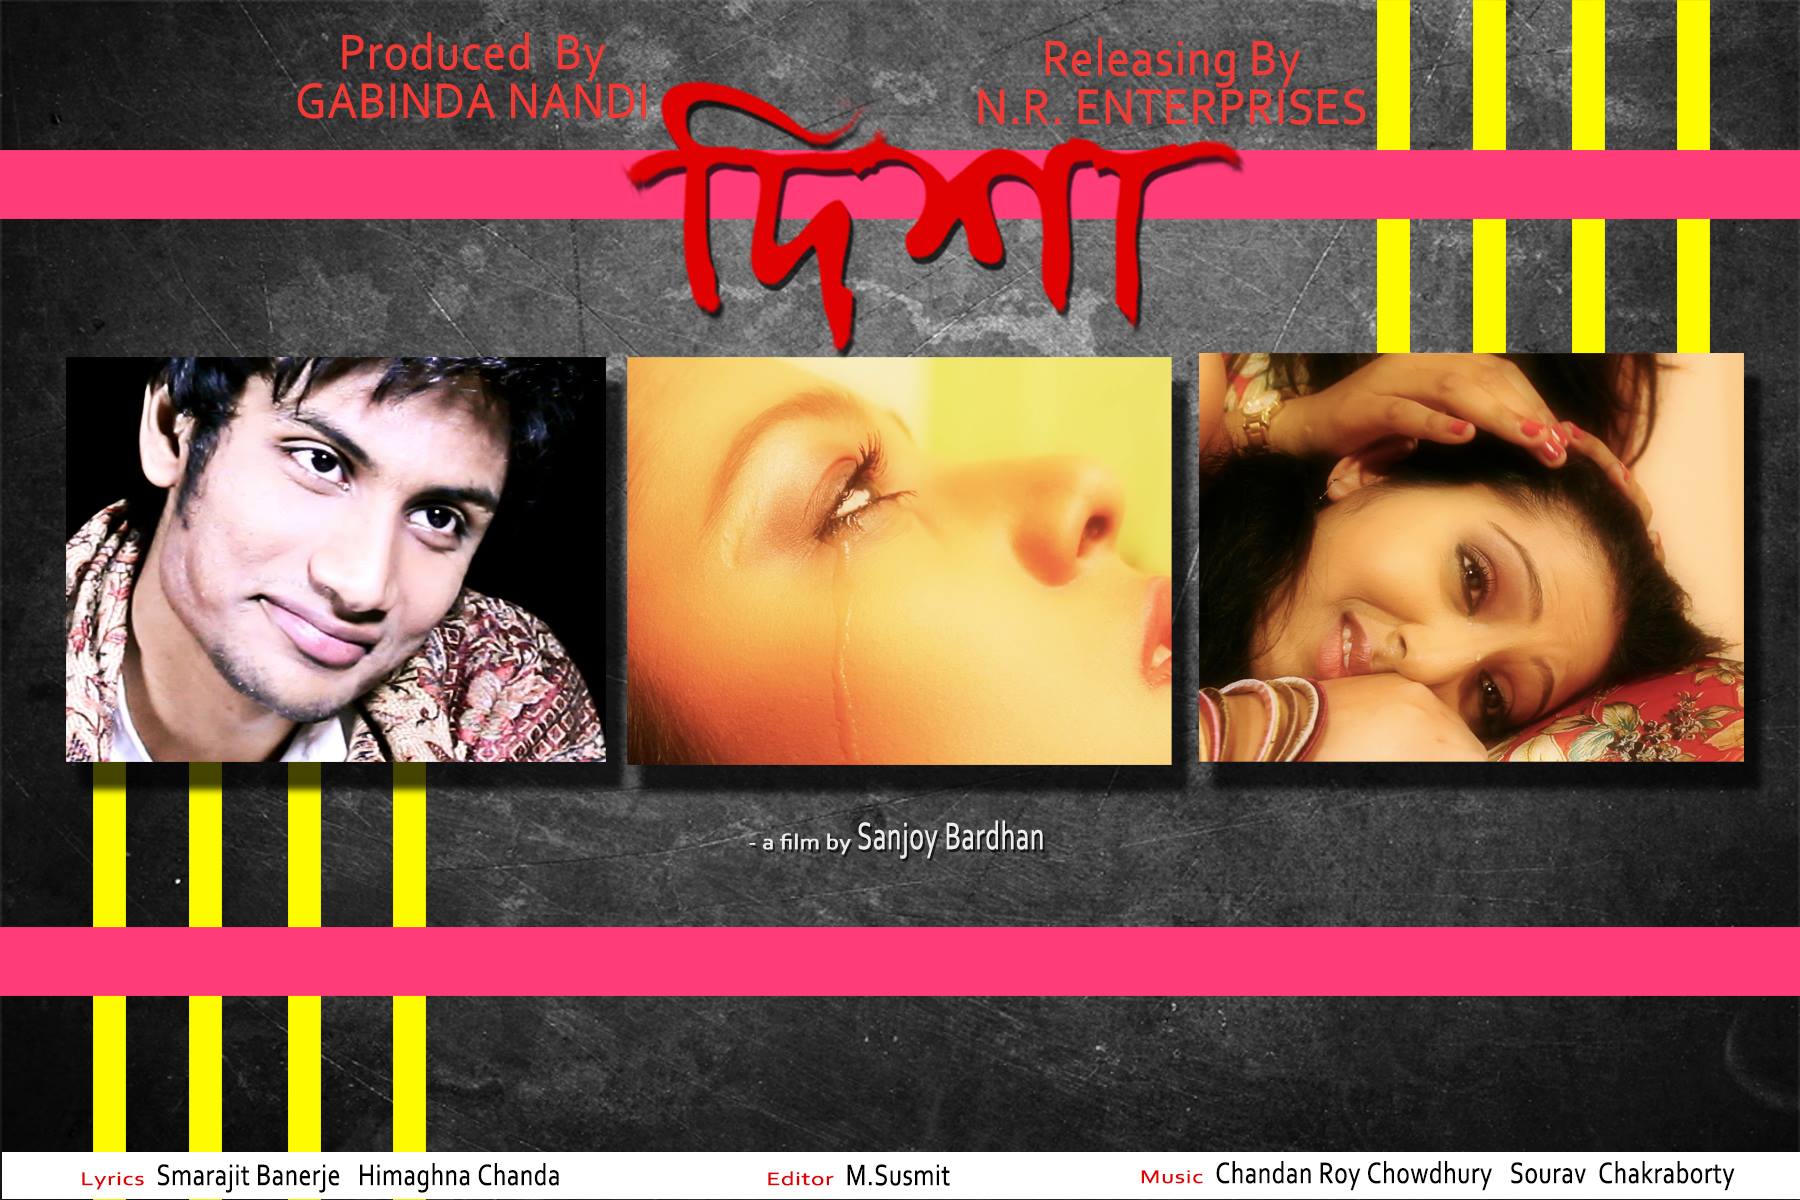 Produced By
GABINDA NANDI
Releasing By
N.R. ENTERPRISES
দিশা
- a film by Sanjoy Bardhan
Lyrics Smarajit Banerje Himaghna Chanda
Editor M.Susmit
Music Chandan Roy Chowdhury Sourav Chakraborty